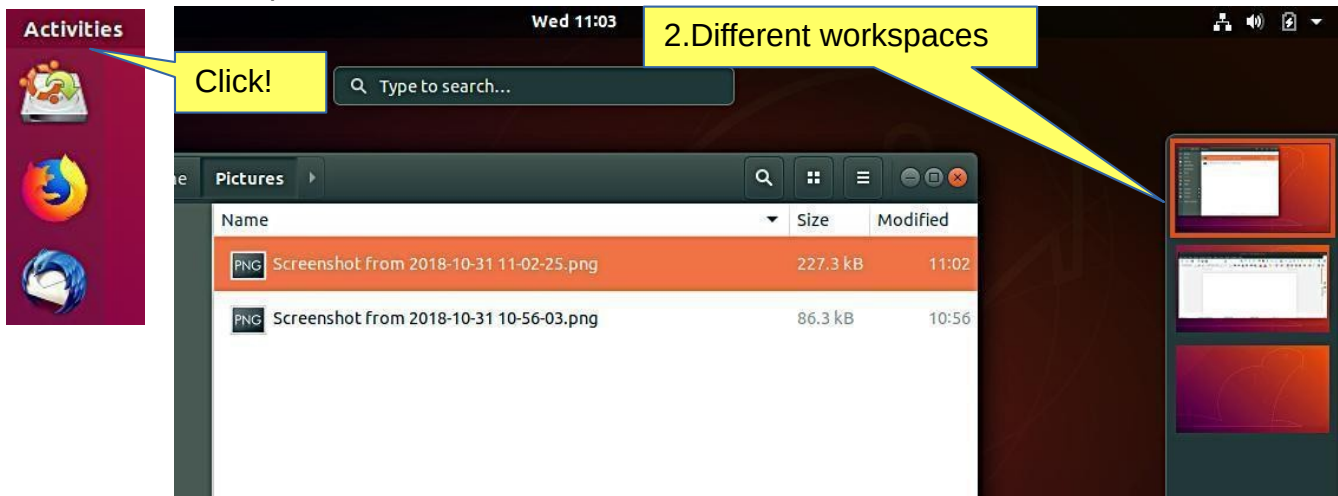 Activities
Click!
Wed 11:03
2.Different workspaces
Type to search...
Pictures
Name Size Modified
PNG Screenshot from 2018-10-31 11-02-25.png 227.3 kB 11:02
PNG Screenshot from 2018-10-31 10-56-03.png 86.3 kB 10:56